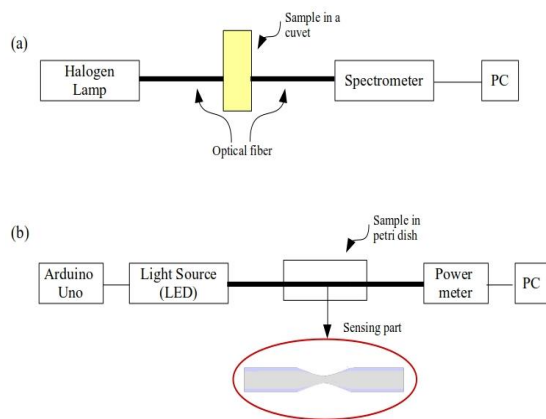 (a)
Sample in a
cuvet
Halogen
Lamp
Spectrometer
PC
Optical fiber
(b)
Sample in
petri dish
Arduino
Uno
Light Source
(LED)
Power
meter
PC
Sensing part